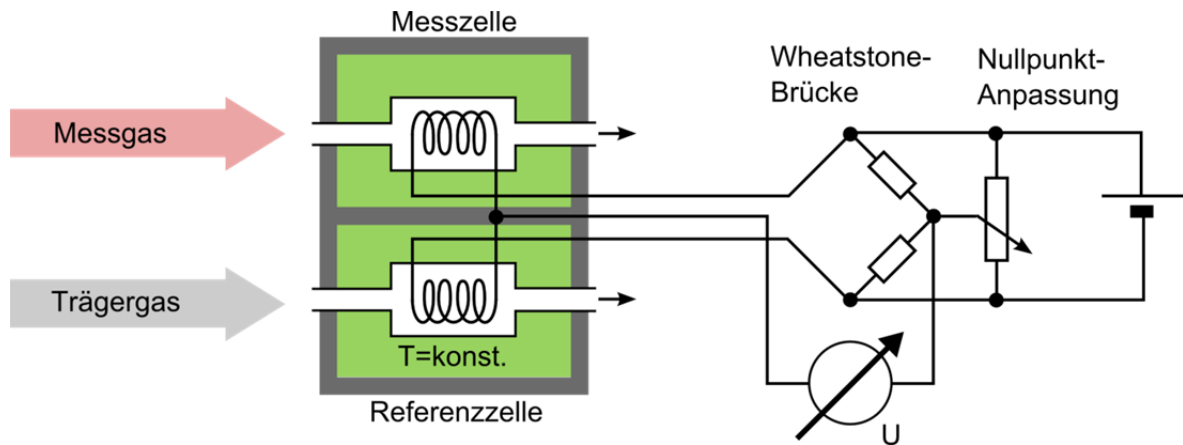 Messzelle
Wheatstone-
Brücke
Nullpunkt-
Anpassung
Messgas
Trägergas
T=konst.
Referenzzelle
U